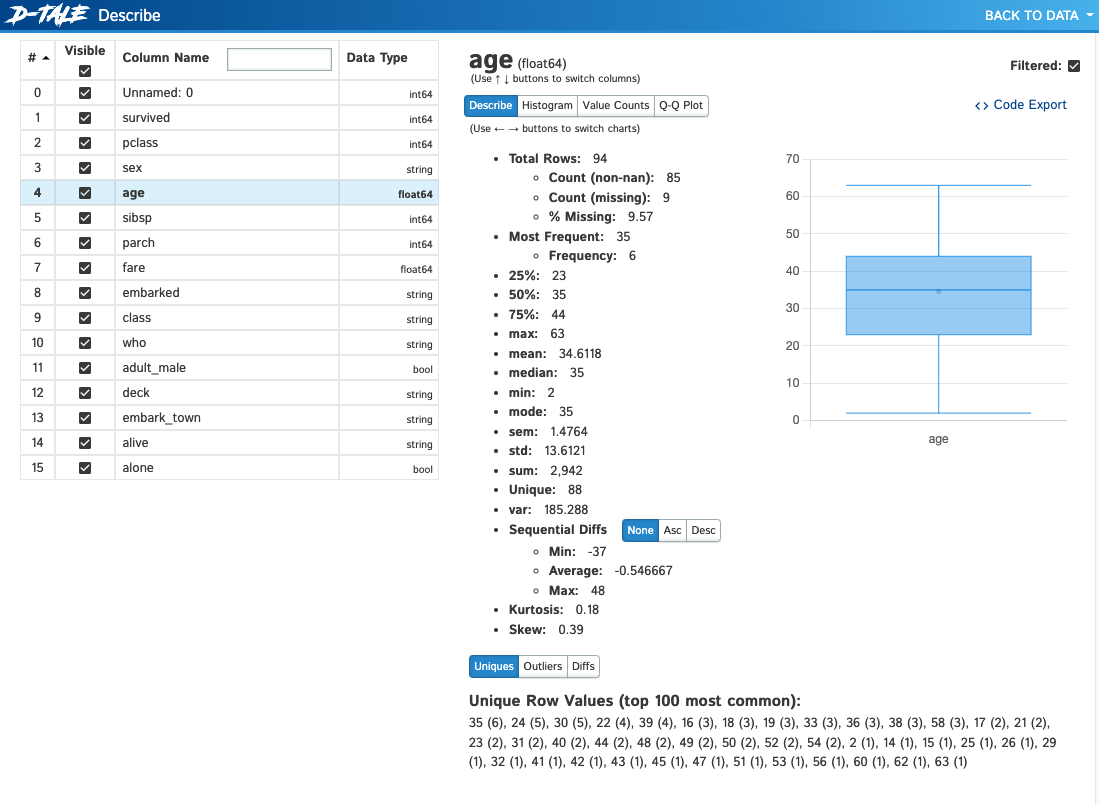 D-TALE Describe BACK TO DATA
# Visible Column Name Data Type
0 Unnamed: 0 int64
1 survived int64
2 pclass int64
3 sex string
4 age float64
5 sibsp int64
6 parch int64
7 fare float64
8 embarked string
9 class string
10 who string
11 adult_male bool
12 deck string
13 embark_town string
14 alive string
15 alone bool
age (float64)
(Use ↑ ↓ buttons to switch columns)
Filtered:
Describe Histogram Value Counts Q-Q Plot
<> Code Export
(Use ← → buttons to switch charts)
• Total Rows: 94
◦ Count (non-nan): 85
◦ Count (missing): 9
◦ % Missing: 9.57
• Most Frequent: 35
◦ Frequency: 6
• 25%: 23
• 50%: 35
• 75%: 44
• max: 63
• mean: 34.6118
• median: 35
• min: 2
• mode: 35
• sem: 1.4764
• std: 13.6121
• sum: 2,942
• Unique: 88
• var: 185.288
• Sequential Diffs None Asc Desc
◦ Min: -37
◦ Average: -0.546667
◦ Max: 48
• Kurtosis: 0.18
• Skew: 0.39
70
60
50
40
30
20
10
0
age
Uniques Outliers Diffs
Unique Row Values (top 100 most common):
35 (6), 24 (5), 30 (5), 22 (4), 39 (4), 16 (3), 18 (3), 19 (3), 33 (3), 36 (3), 38 (3), 58 (3), 17 (2), 21 (2),
23 (2), 31 (2), 40 (2), 44 (2), 48 (2), 49 (2), 50 (2), 52 (2), 54 (2), 2 (1), 14 (1), 15 (1), 25 (1), 26 (1), 29
(1), 32 (1), 41 (1), 42 (1), 43 (1), 45 (1), 47 (1), 51 (1), 53 (1), 56 (1), 60 (1), 62 (1), 63 (1)